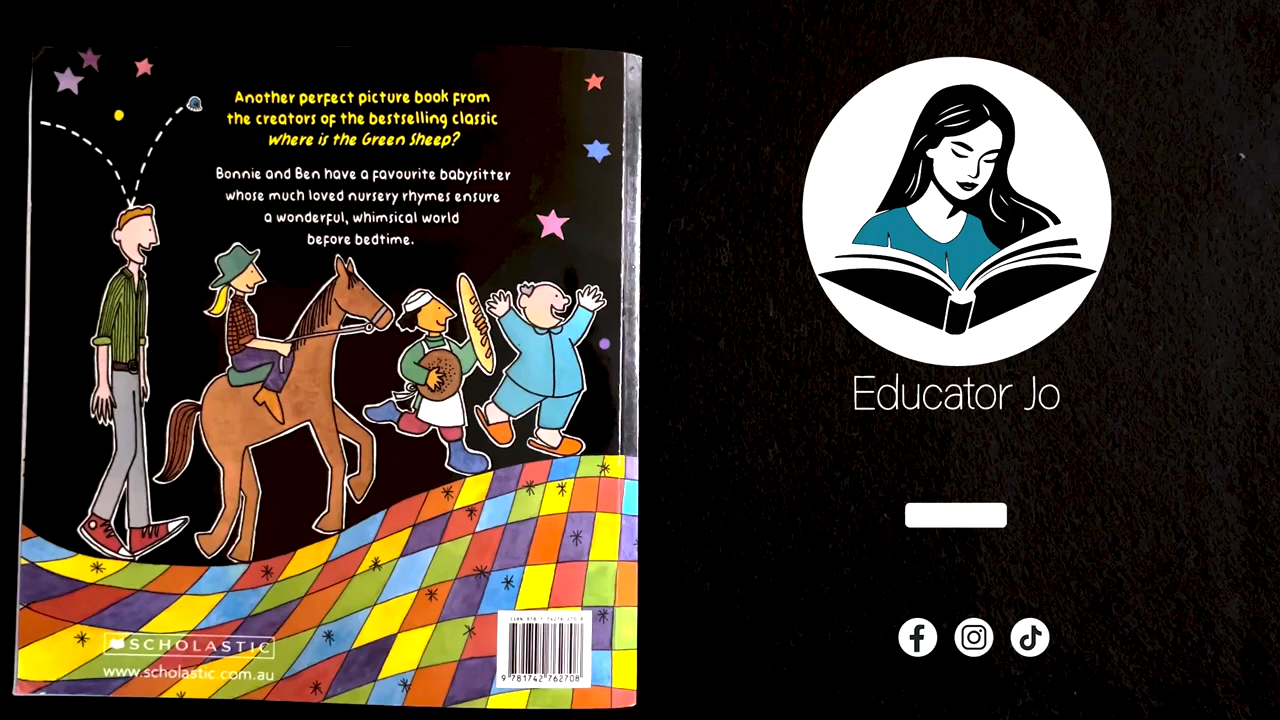 Another perfect picture book from
the creators of the bestselling classic
Where is the Green Sheep?
Bonnie and Ben have a favourite babysitter
whose much loved nursery rhymes ensure
a wonderful, whimsical world
before bedtime.
SCHOLASTIC
www.scholastic.com.au
9 781742 762708
Educator Jo